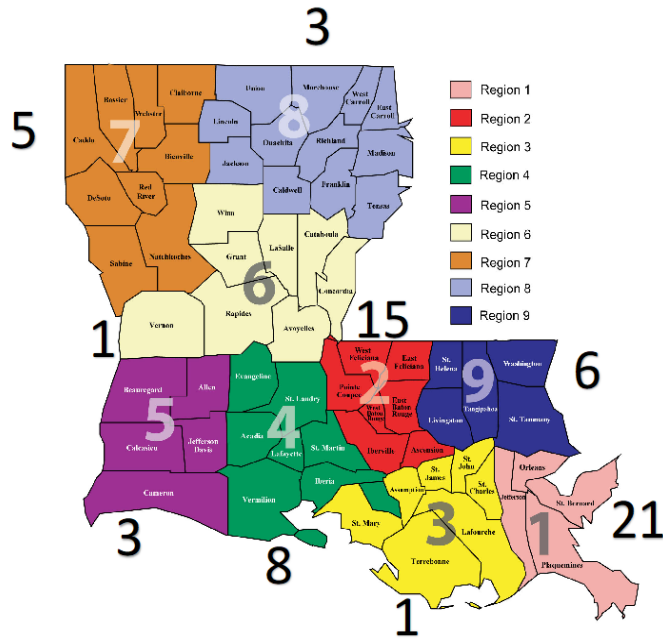 3
5
7
Caddo
Bossier
Webster
Claiborne
Bienville
DeSoto
Red
River
Sabine
Natchitoches
8
Union
Morehouse
West
Carroll
East
Carroll
Lincoln
Ouachita
Richland
Madison
Jackson
Caldwell
Franklin
Tensas
Region 1
Region 2
Region 3
Region 4
Region 5
Region 6
Region 7
Region 8
Region 9
6
Winn
Grant
LaSalle
Catahoula
Concordia
Vernon
Rapides
Avoyelles
1
15
2
West
Feliciana
East
Feliciana
Pointe
Coupee
West
Baton
Rouge
East
Baton
Rouge
Iberville
Ascension
9
St.
Helena
Washington
Livingston
Tangipahoa
St. Tammany
6
5
Beauregard
Allen
Calcasieu
Jefferson
Davis
Cameron
3
4
Evangeline
St. Landry
Acadia
Lafayette
St. Martin
Iberia
Vermilion
8
3
St.
James
St.
John
St.
Charles
Assumption
St. Mary
Terrebonne
Lafourche
1
1
Orleans
Jefferson
St. Bernard
Plaquemines
21